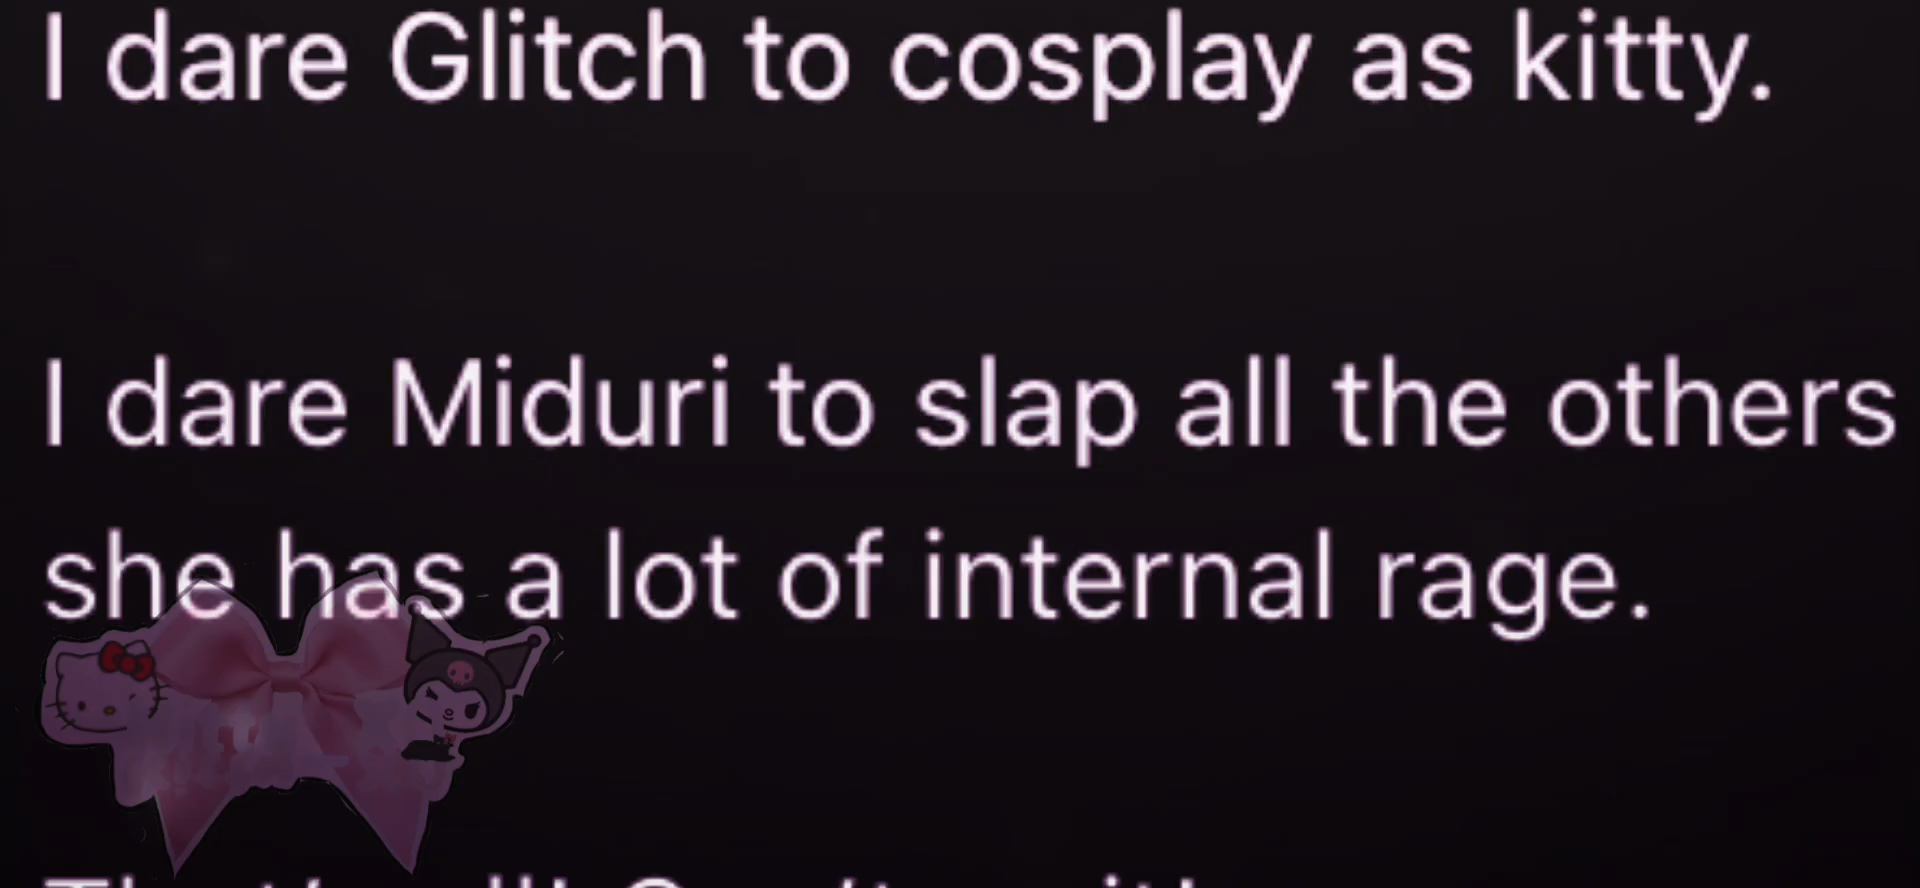 I dare Glitch to cosplay as kitty.
I dare Miduri to slap all the others
she has a lot of internal rage.